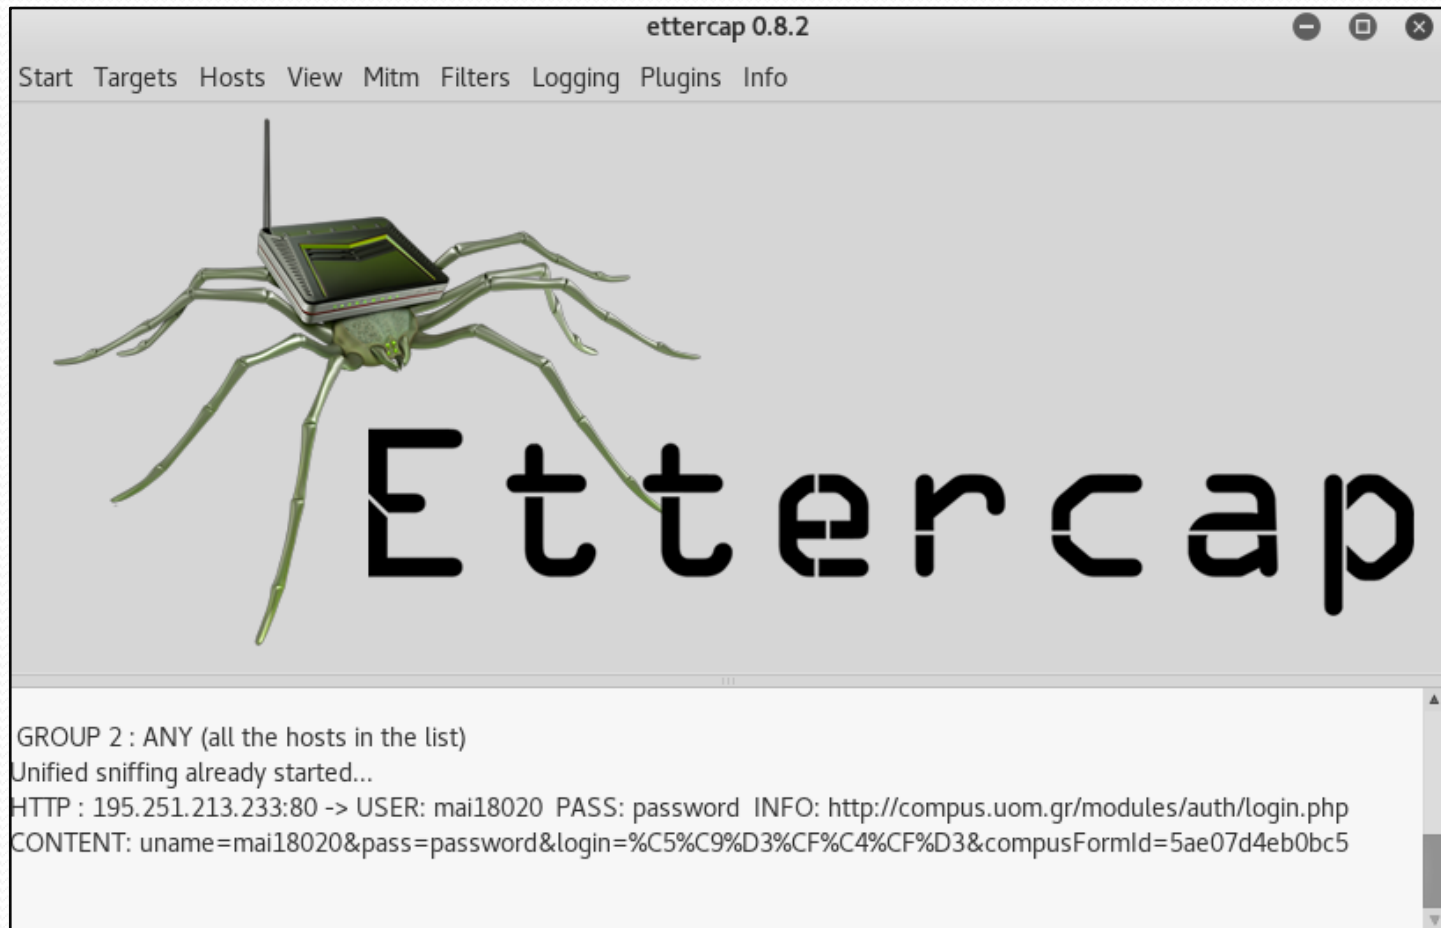 ettercap 0.8.2
Start Targets Hosts View Mitm Filters Logging Plugins Info
Ettercap
GROUP 2 : ANY (all the hosts in the list)
Unified sniffing already started...
HTTP : 195.251.213.233:80 -> USER: mai18020 PASS: password INFO: http://compus.uom.gr/modules/auth/login.php
CONTENT: uname=mai18020&pass=password&login=%C5%C9%D3%CF%C4%CF%D3&compusFormId=5ae07d4eb0bc5